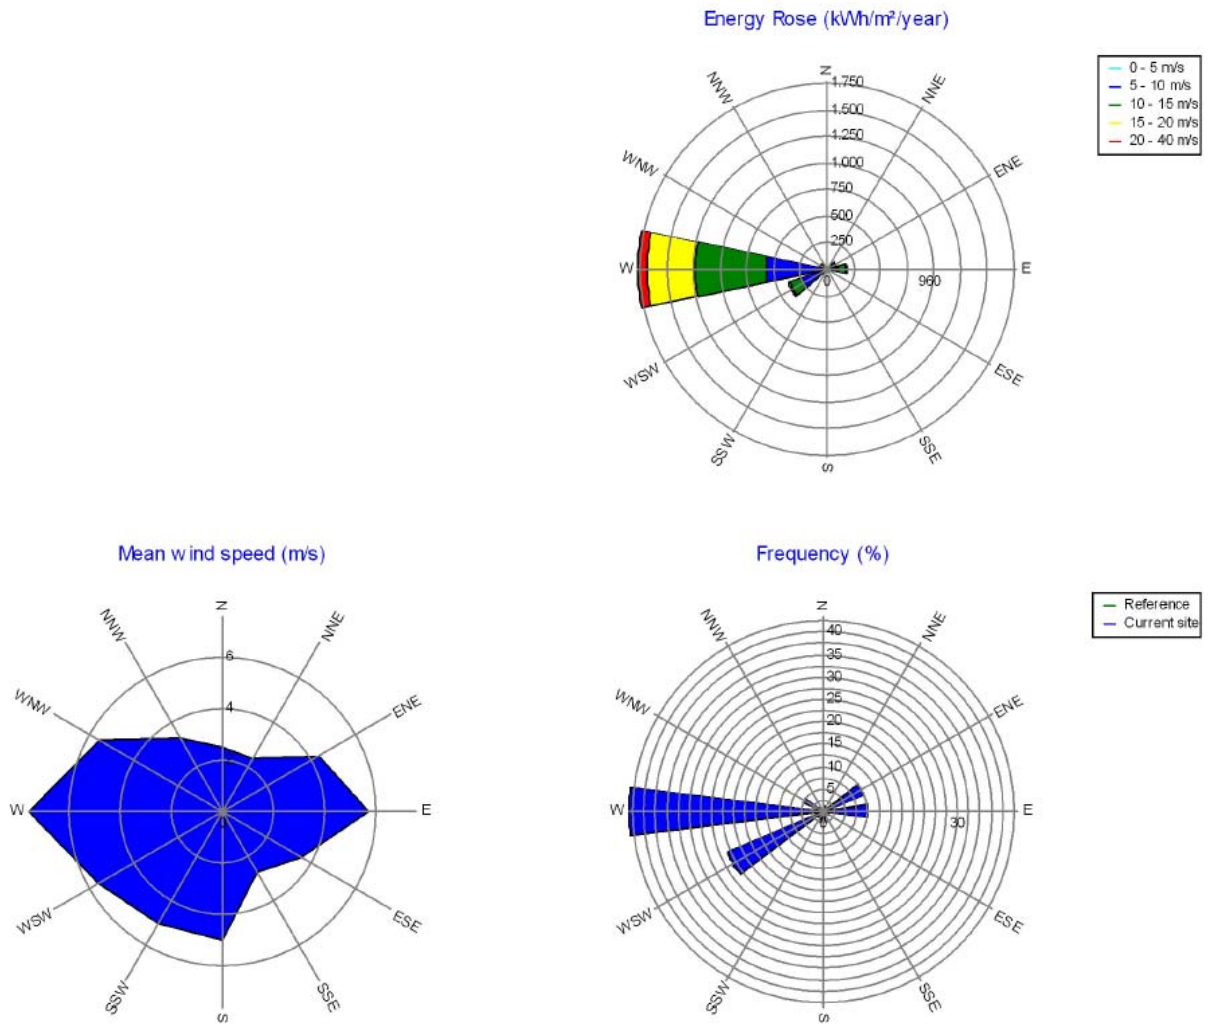 Energy Rose (kWh/m²/year)
N
NNE
ENE
E
ESE
SSE
S
SSW
WSW
W
WNW
NNW
1.750
1.500
1.250
1.000
750
500
250
0
960
0 - 5 m/s
5 - 10 m/s
10 - 15 m/s
15 - 20 m/s
20 - 40 m/s
Mean wind speed (m/s)
N
NNE
ENE
E
ESE
SSE
S
SSW
WSW
W
WNW
NNW
6
4
Frequency (%)
N
NNE
ENE
E
ESE
SSE
S
SSW
WSW
W
WNW
NNW
40
35
30
25
20
15
10
5
30
Reference
Current site